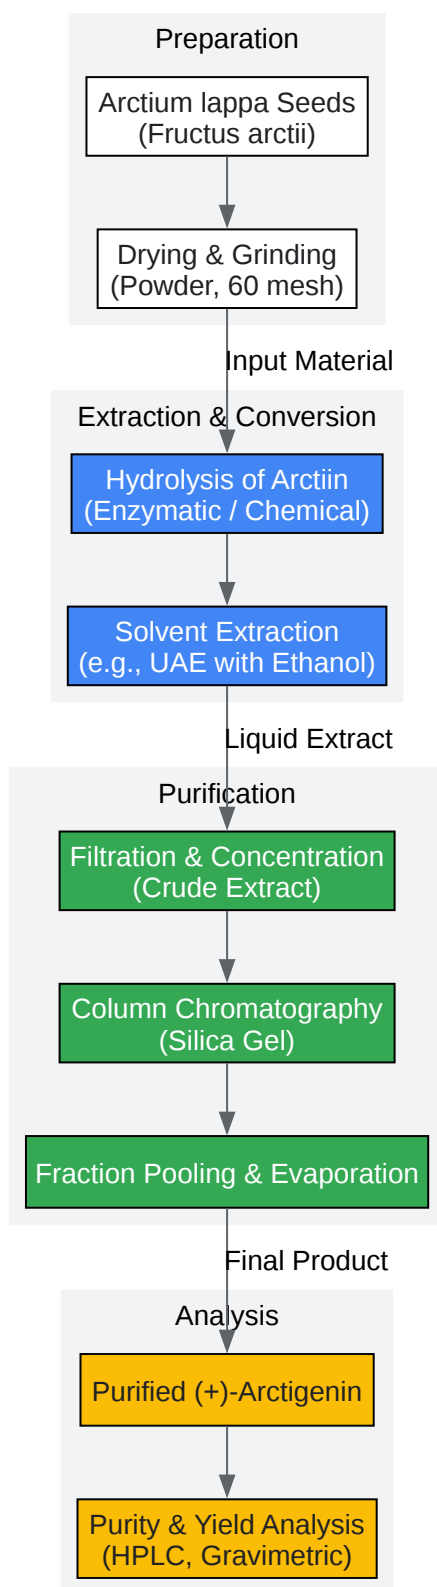 Preparation
Arctium lappa Seeds
(Fructus arctii)
Drying & Grinding
(Powder, 60 mesh)
Input Material
Extraction & Conversion
Hydrolysis of Arctiin
(Enzymatic / Chemical)
Solvent Extraction
(e.g., UAE with Ethanol)
Liquid Extract
Purification
Filtration & Concentration
(Crude Extract)
Column Chromatography
(Silica Gel)
Fraction Pooling & Evaporation
Final Product
Analysis
Purified (+)-Arctigenin
Purity & Yield Analysis
(HPLC, Gravimetric)